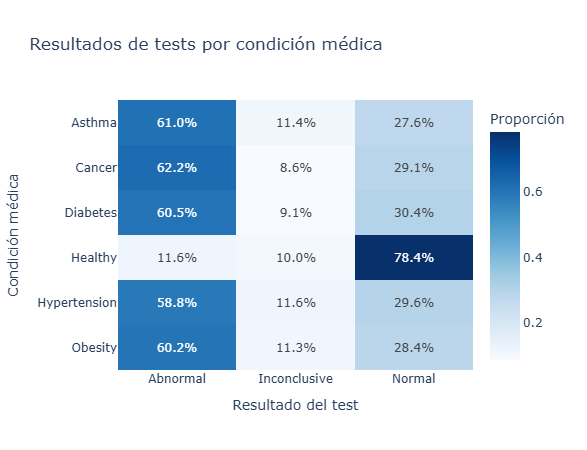 Resultados de tests por condición médica
Proporción
Condición médica
Asthma 61.0% 11.4% 27.6%
Cancer 62.2% 8.6% 29.1%
Diabetes 60.5% 9.1% 30.4%
Healthy 11.6% 10.0% 78.4%
Hypertension 58.8% 11.6% 29.6%
Obesity 60.2% 11.3% 28.4%
Abnormal Inconclusive Normal
Resultado del test
0.6
0.4
0.2